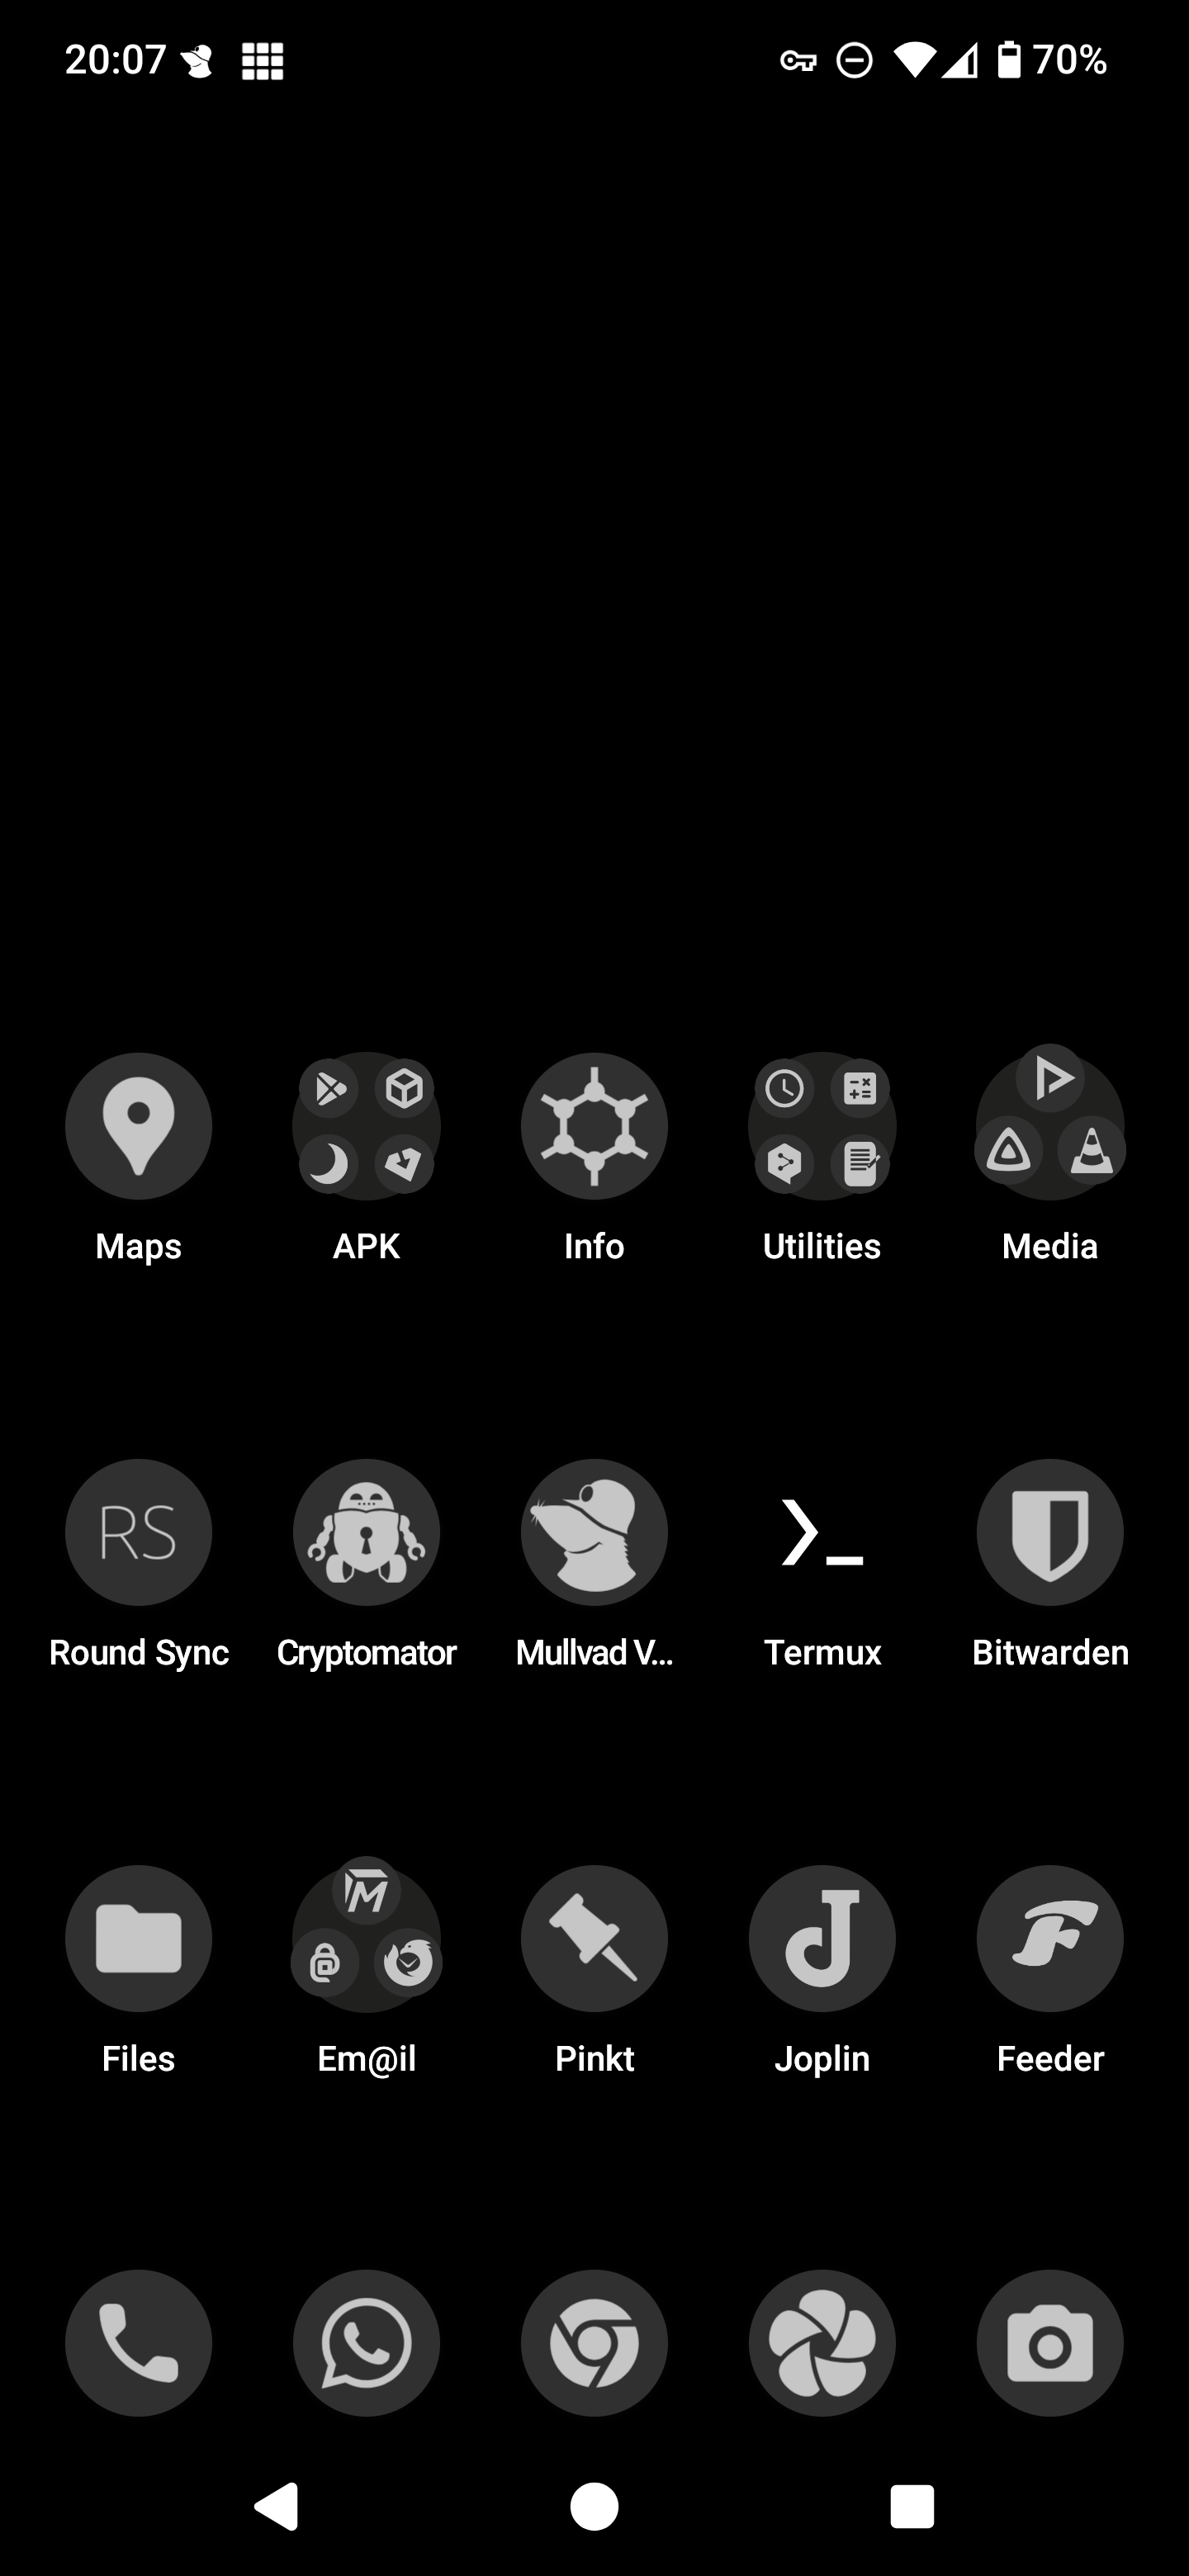 20:07 70%
Maps APK Info Utilities Media
RS
Round Sync Cryptomator Mullvad V... Termux Bitwarden
Files Em@il Pinkt Joplin Feeder